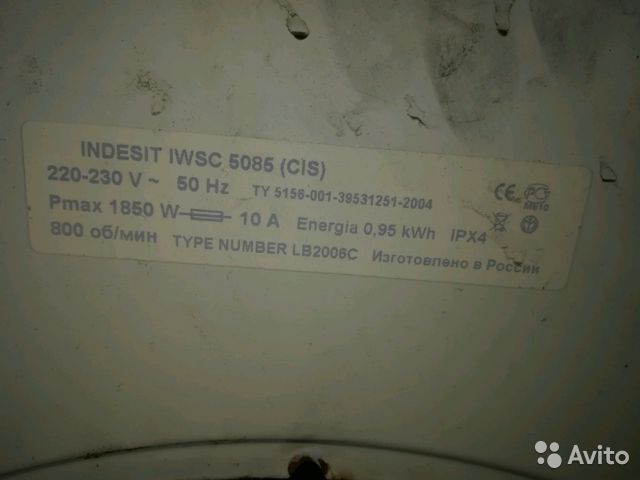 INDESIT IWSC 5085 (CIS)
220-230 V ~ 50 Hz ТУ 5156-001-39531251-2004
Pmax 1850 W 10 A Energia 0,95 kWh IPX4
800 об/мин TYPE NUMBER LB2006C Изготовлено в России
CE
Avito